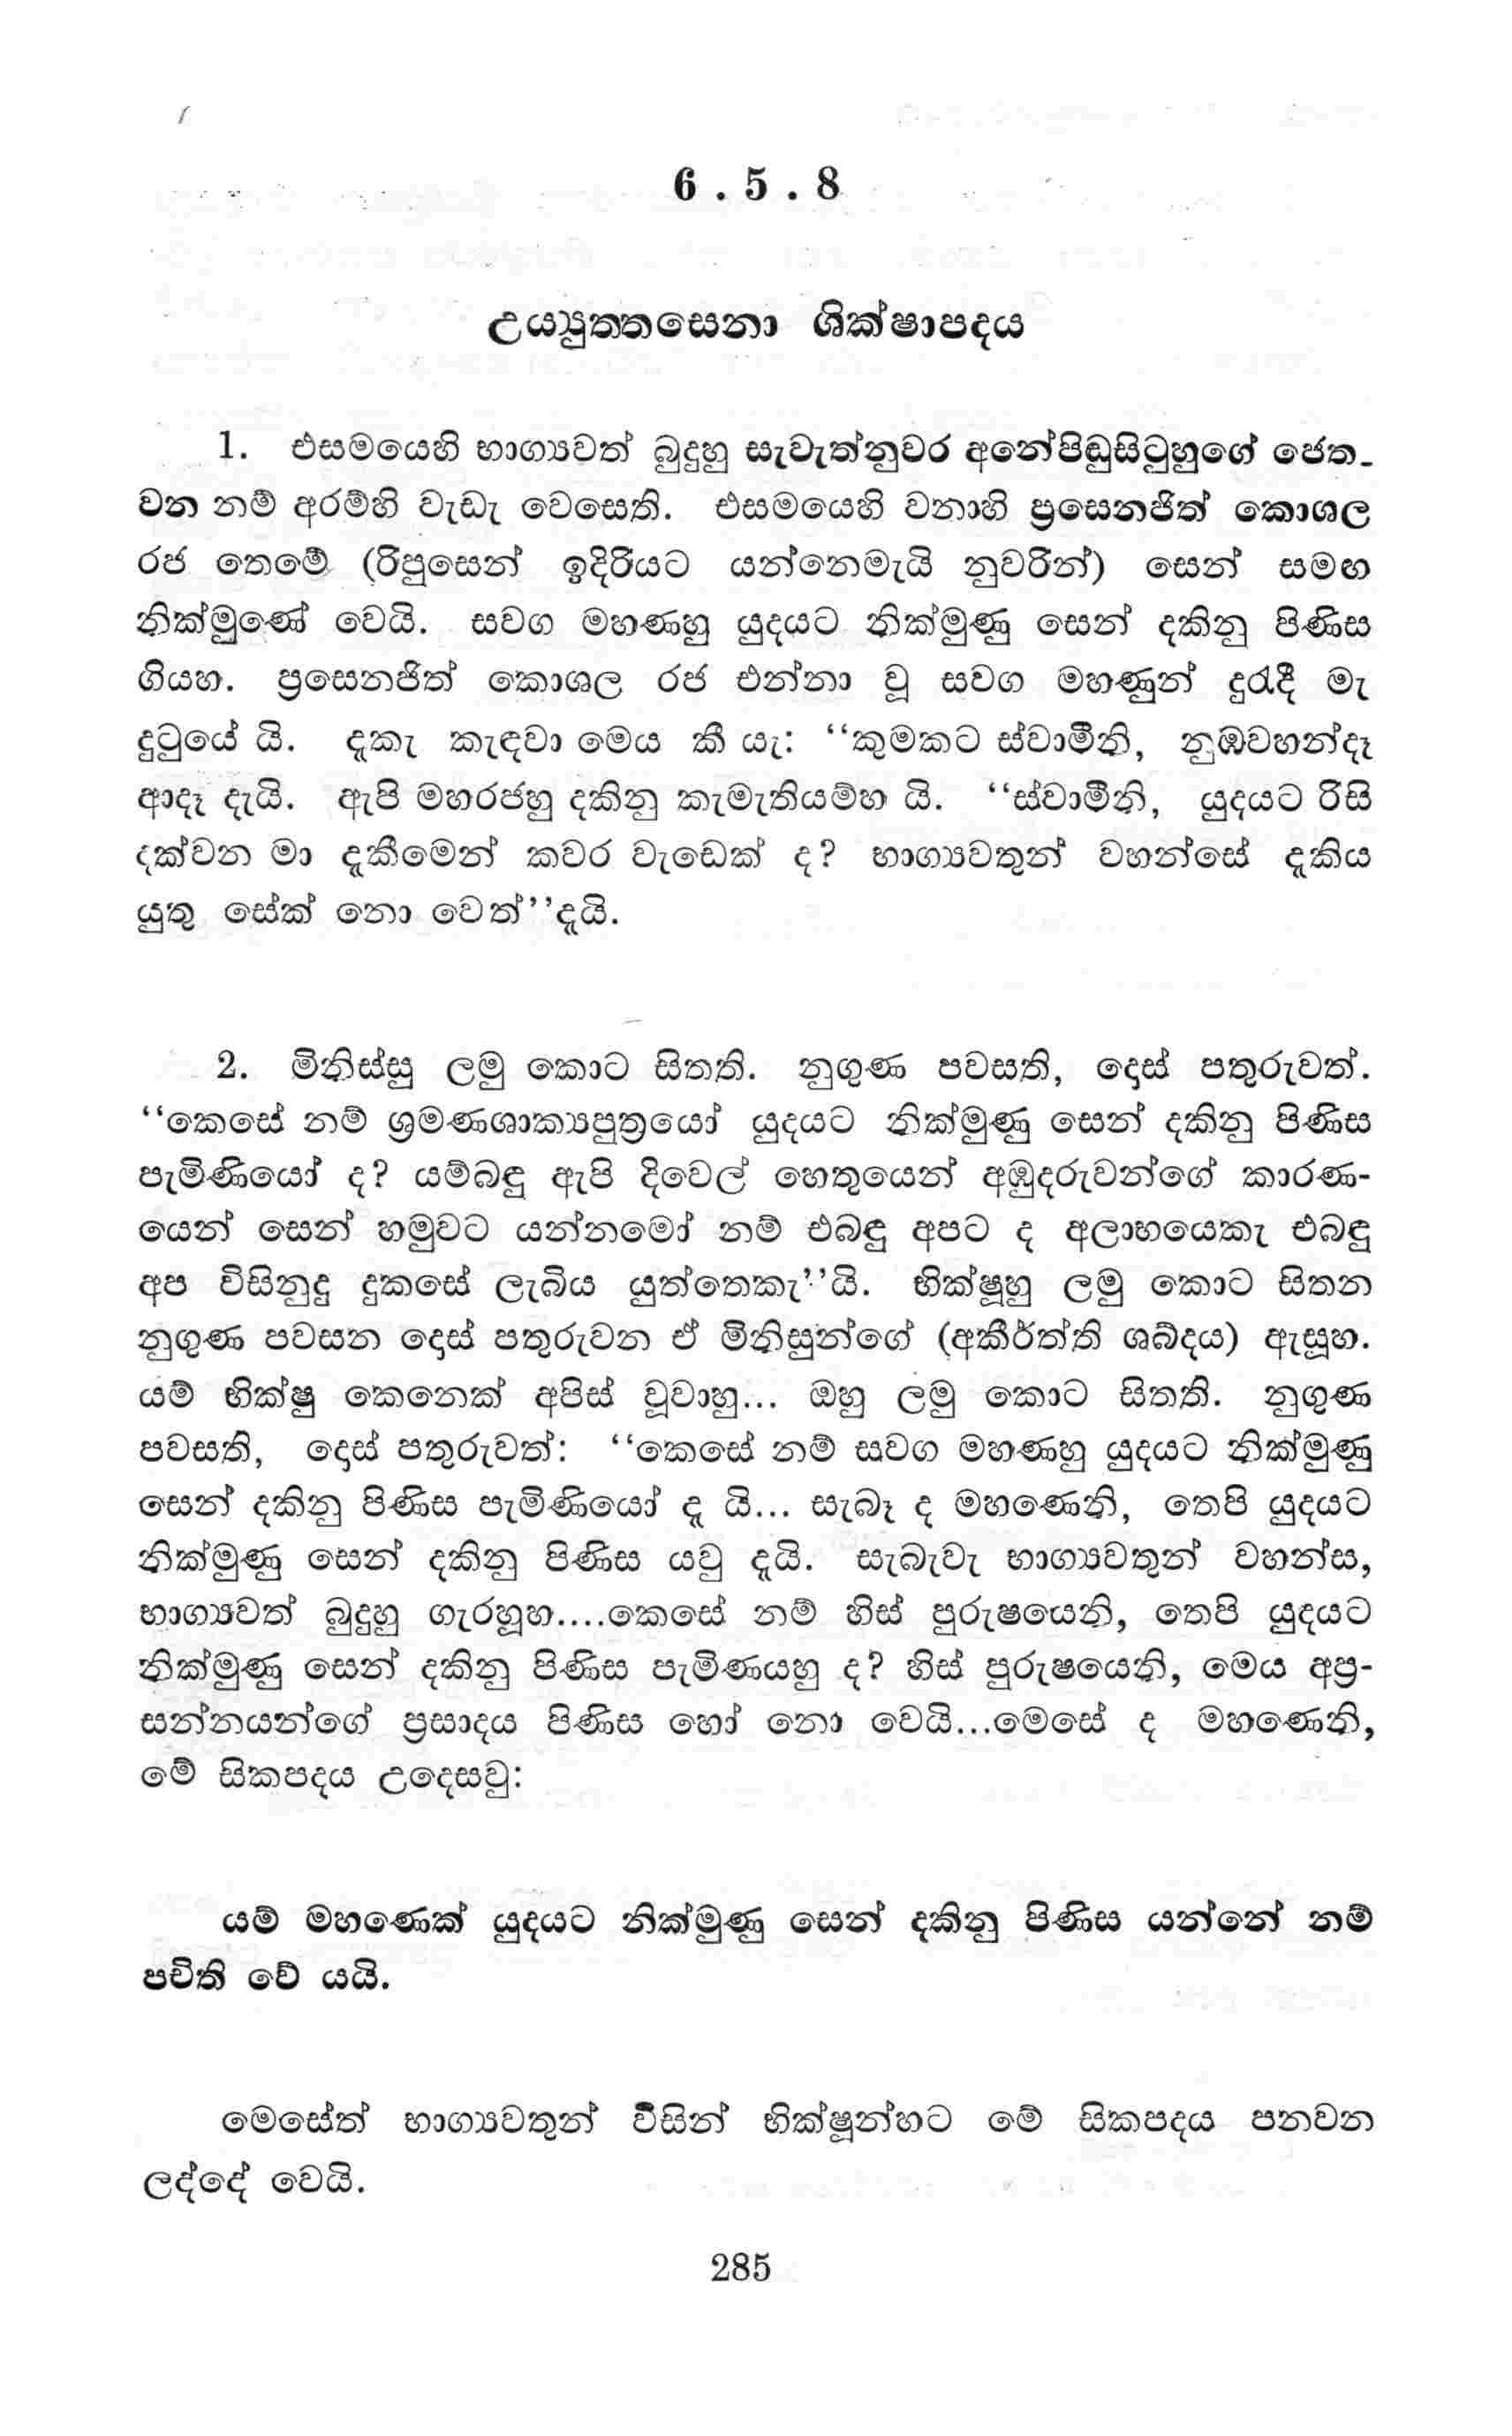 6 . 5 . 8
උය්‍යුත්තසෙනා ශික්ෂාපදය
1. එසමයෙහි භාග්‍යවත් බුදුහු සැවැත්නුවර අනේපිඬුසිටුහුගේ ජෙත-
වන නම් අරම්හි වැඩැ වෙසෙති. එසමයෙහි වනාහි ප්‍රසෙනජිත් කොශල
රජ තෙමේ (රිපුසෙන් ඉදිරියට යන්නෙමැයි නුවරින්) සෙන් සමඟ
නික්මුණේ වෙයි. සවග මහණහු යුදයට නික්මුණු සෙන් දකිනු පිණිස
ගියහ. ප්‍රසෙනජිත් කොශල රජ එන්නා වූ සවග මහණුන් දුරැදී මැ
දුටුයේ යි. දැකැ කැඳවා මෙය කී යැ: “කුමකට ස්වාමීනි, නුඹවහන්දෑ
ආදෑ දැයි. ඇපි මහරජහු දකිනු කැමැතියම්හ යි. “ස්වාමීනි, යුදයට රිසි
දක්වන මා දැකීමෙන් කවර වැඩෙක් ද? භාග්‍යවතුන් වහන්සේ දැකිය
යුතු සේක් නො වෙත්”දැයි.
2. මිනිස්සු ලමු කොට සිතති. නුගුණ පවසති, දොස් පතුරුවත්.
“කෙසේ නම් ශ්‍රමණශාක්‍යපුත්‍රයෝ යුදයට නික්මුණු සෙන් දකිනු පිණිස
පැමිණියෝ ද? යම්බඳු ඇපි දිවෙල් හෙතුයෙන් අඹුදරුවන්ගේ කාරණ-
යෙන් සෙන් හමුවට යන්නමෝ නම් එබඳු අපට ද අලාභයෙකැ එබඳු
අප විසිනුදු දුකසේ ලැබිය යුත්තෙකැ”යි. භික්ෂූහු ලමු කොට සිතන
නුගුණ පවසන දොස් පතුරුවන ඒ මිනිසුන්ගේ (අකීර්ත්ති ශබ්දය) ඇසූහ.
යම් භික්ෂු කෙනෙක් අපිස් වූවාහු... ඔහු ලමු කොට සිතති. නුගුණ
පවසති, දොස් පතුරුවත්: “කෙසේ නම් සවග මහණහු යුදයට නික්මුණු
සෙන් දකිනු පිණිස පැමිණියෝ දැ යි... සැබෑ ද මහණෙනි, තෙපි යුදයට
නික්මුණු සෙන් දකිනු පිණිස යවු දැයි. සැබැවැ භාග්‍යවතුන් වහන්ස,
භාග්‍යවත් බුදුහු ගැරහූහ....කෙසේ නම් හිස් පුරුෂයෙනි, තෙපි යුදයට
නික්මුණු සෙන් දකිනු පිණිස පැමිණියහු ද? හිස් පුරුෂයෙනි, මෙය අප්‍ර-
සන්නයන්ගේ ප්‍රසාදය පිණිස හෝ නො වෙයි...මෙසේ ද මහණෙනි,
මේ සිකපදය උදෙසවු:
යම් මහණෙක් යුදයට නික්මුණු සෙන් දකිනු පිණිස යන්නේ නම්
පචිති වේ යයි.
මෙසේත් භාග්‍යවතුන් විසින් භික්ෂූන්හට මේ සිකපදය පනවන
ලද්දේ වෙයි.
285